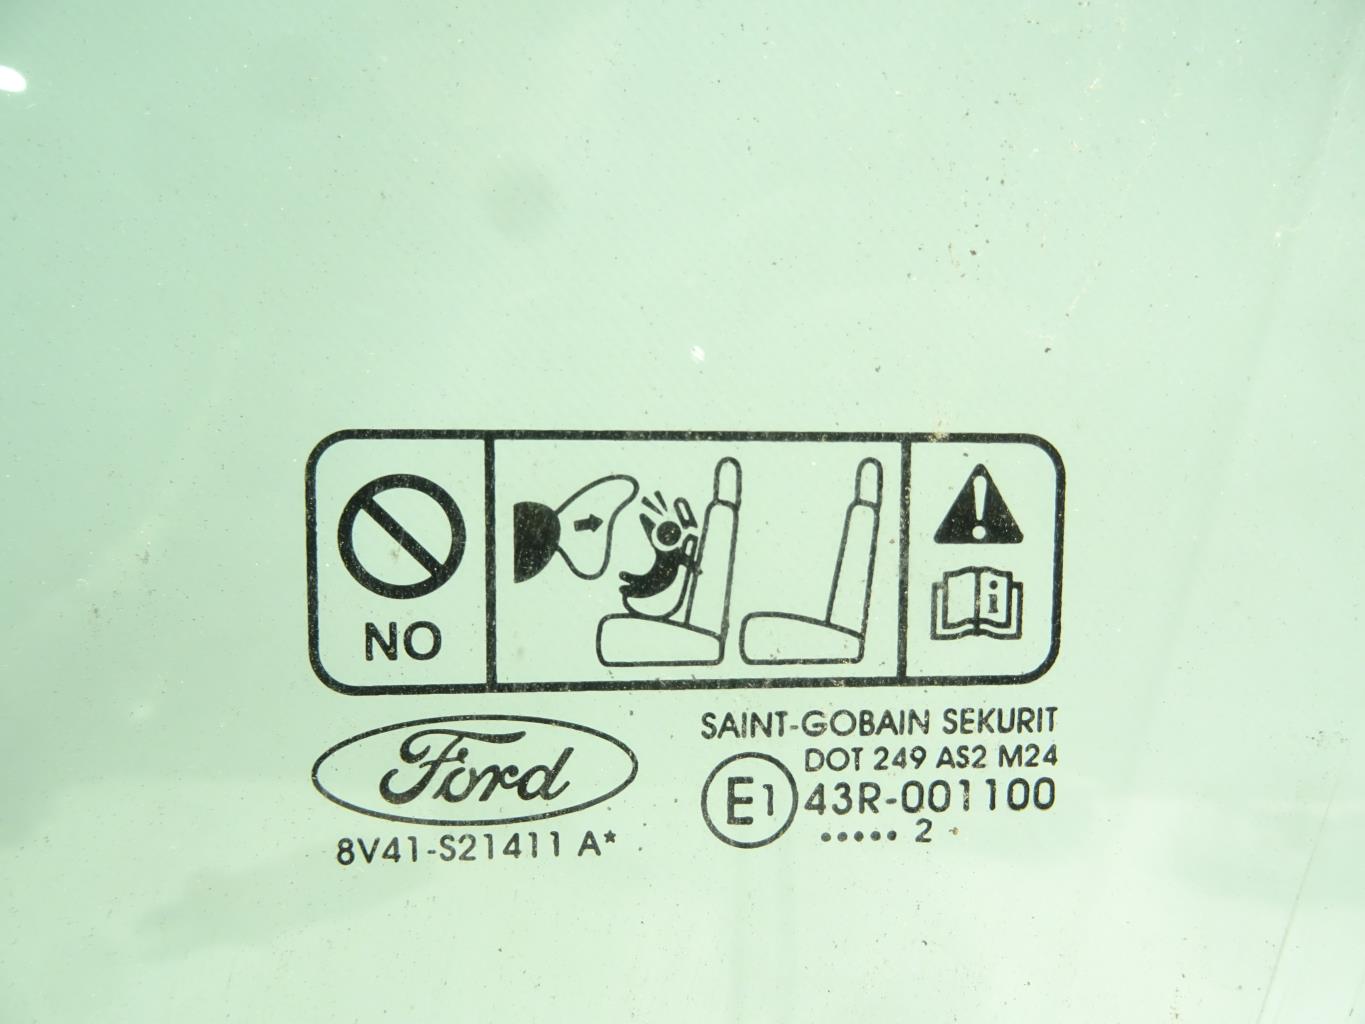 NO
i
Ford
8V41-S21411 A*
SAINT-GOBAIN SEKURIT
DOT 249 AS2 M24
E1
43R-001100
..... 2